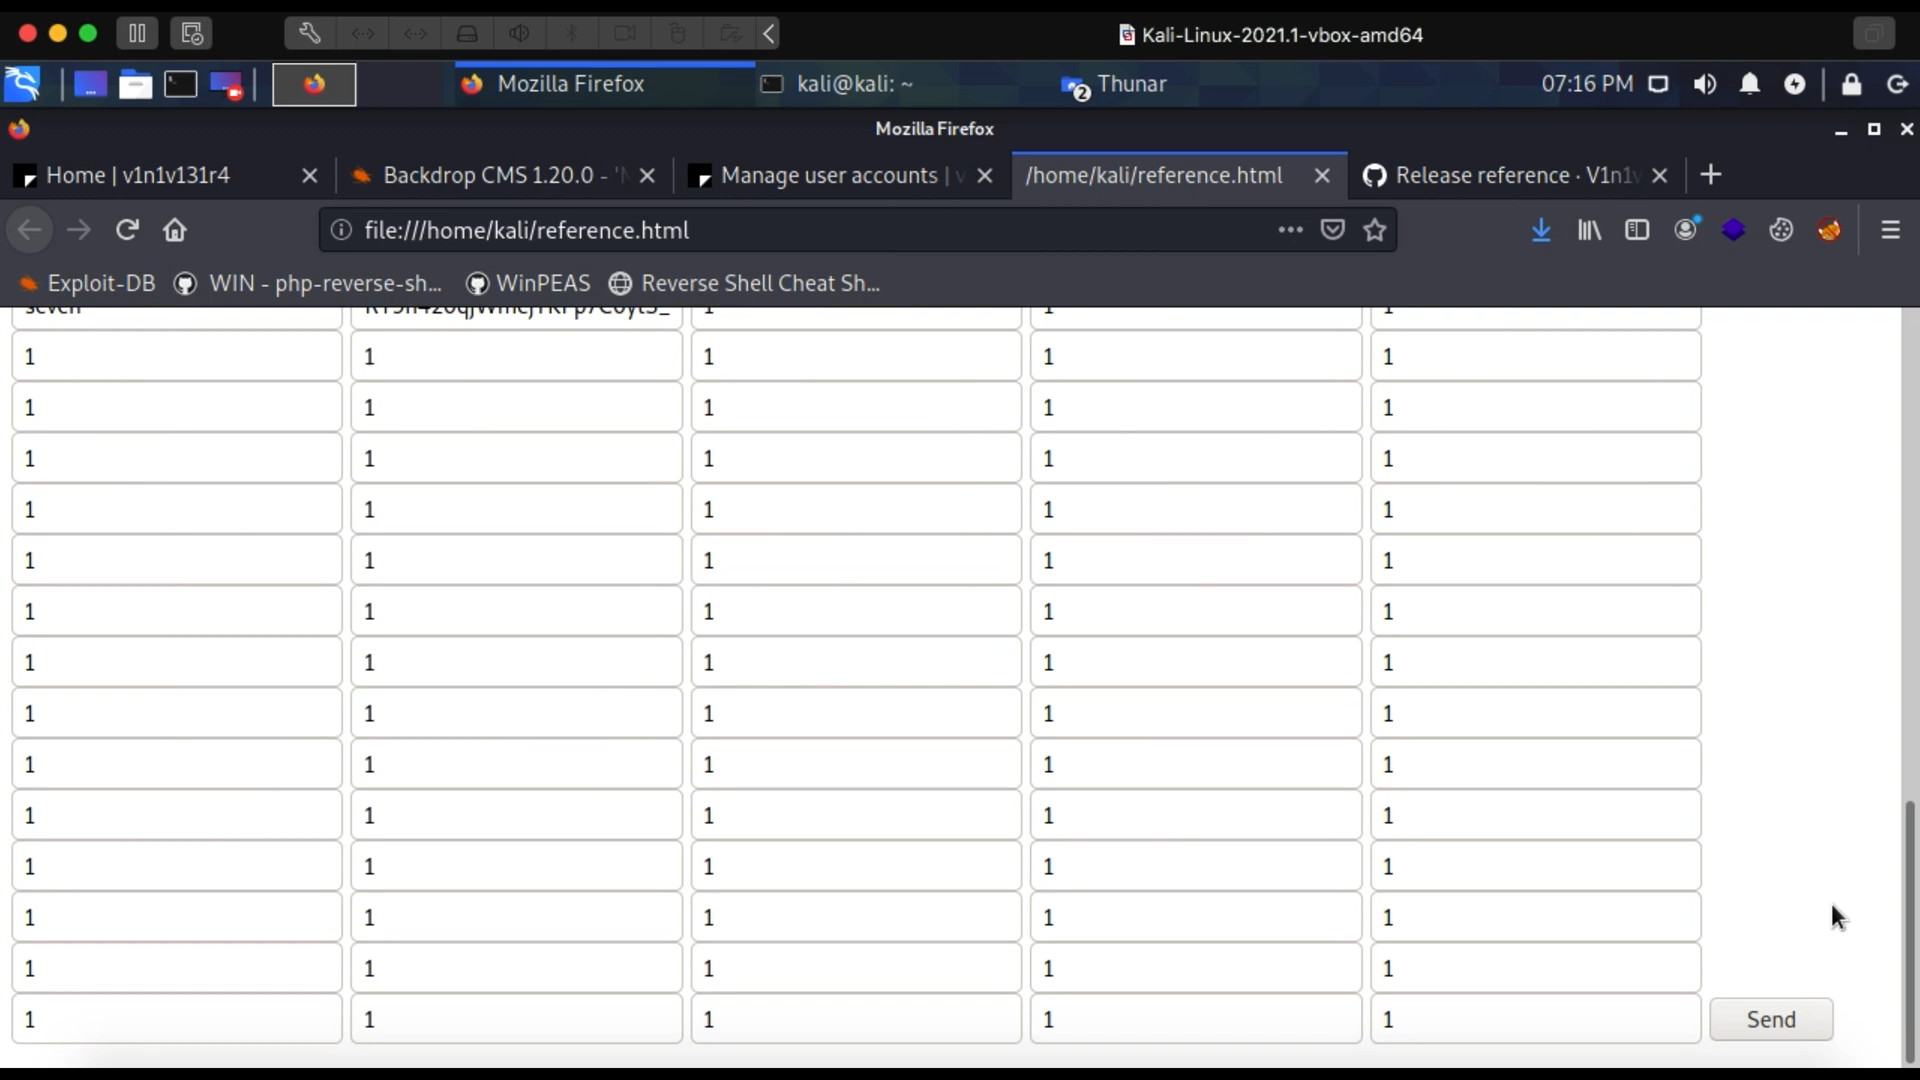 Kali-Linux-2021.1-vbox-amd64
Mozilla Firefox
kali@kali: ~
2
Thunar
07:16 PM
Mozilla Firefox
Home | v1n1v131r4
Backdrop CMS 1.20.0 - '
Manage user accounts | v
/home/kali/reference.html
Release reference · V1n1v
file:///home/kali/reference.html
Exploit-DB
WIN - php-reverse-sh...
WinPEAS
Reverse Shell Cheat Sh...
seven 1 1 1
1 1 1 1 1
1 1 1 1 1
1 1 1 1 1
1 1 1 1 1
1 1 1 1 1
1 1 1 1 1
1 1 1 1 1
1 1 1 1 1
1 1 1 1 1
1 1 1 1 1
1 1 1 1 1
1 1 1 1 1
1 1 1 1 1
1 1 1 1 1 Send